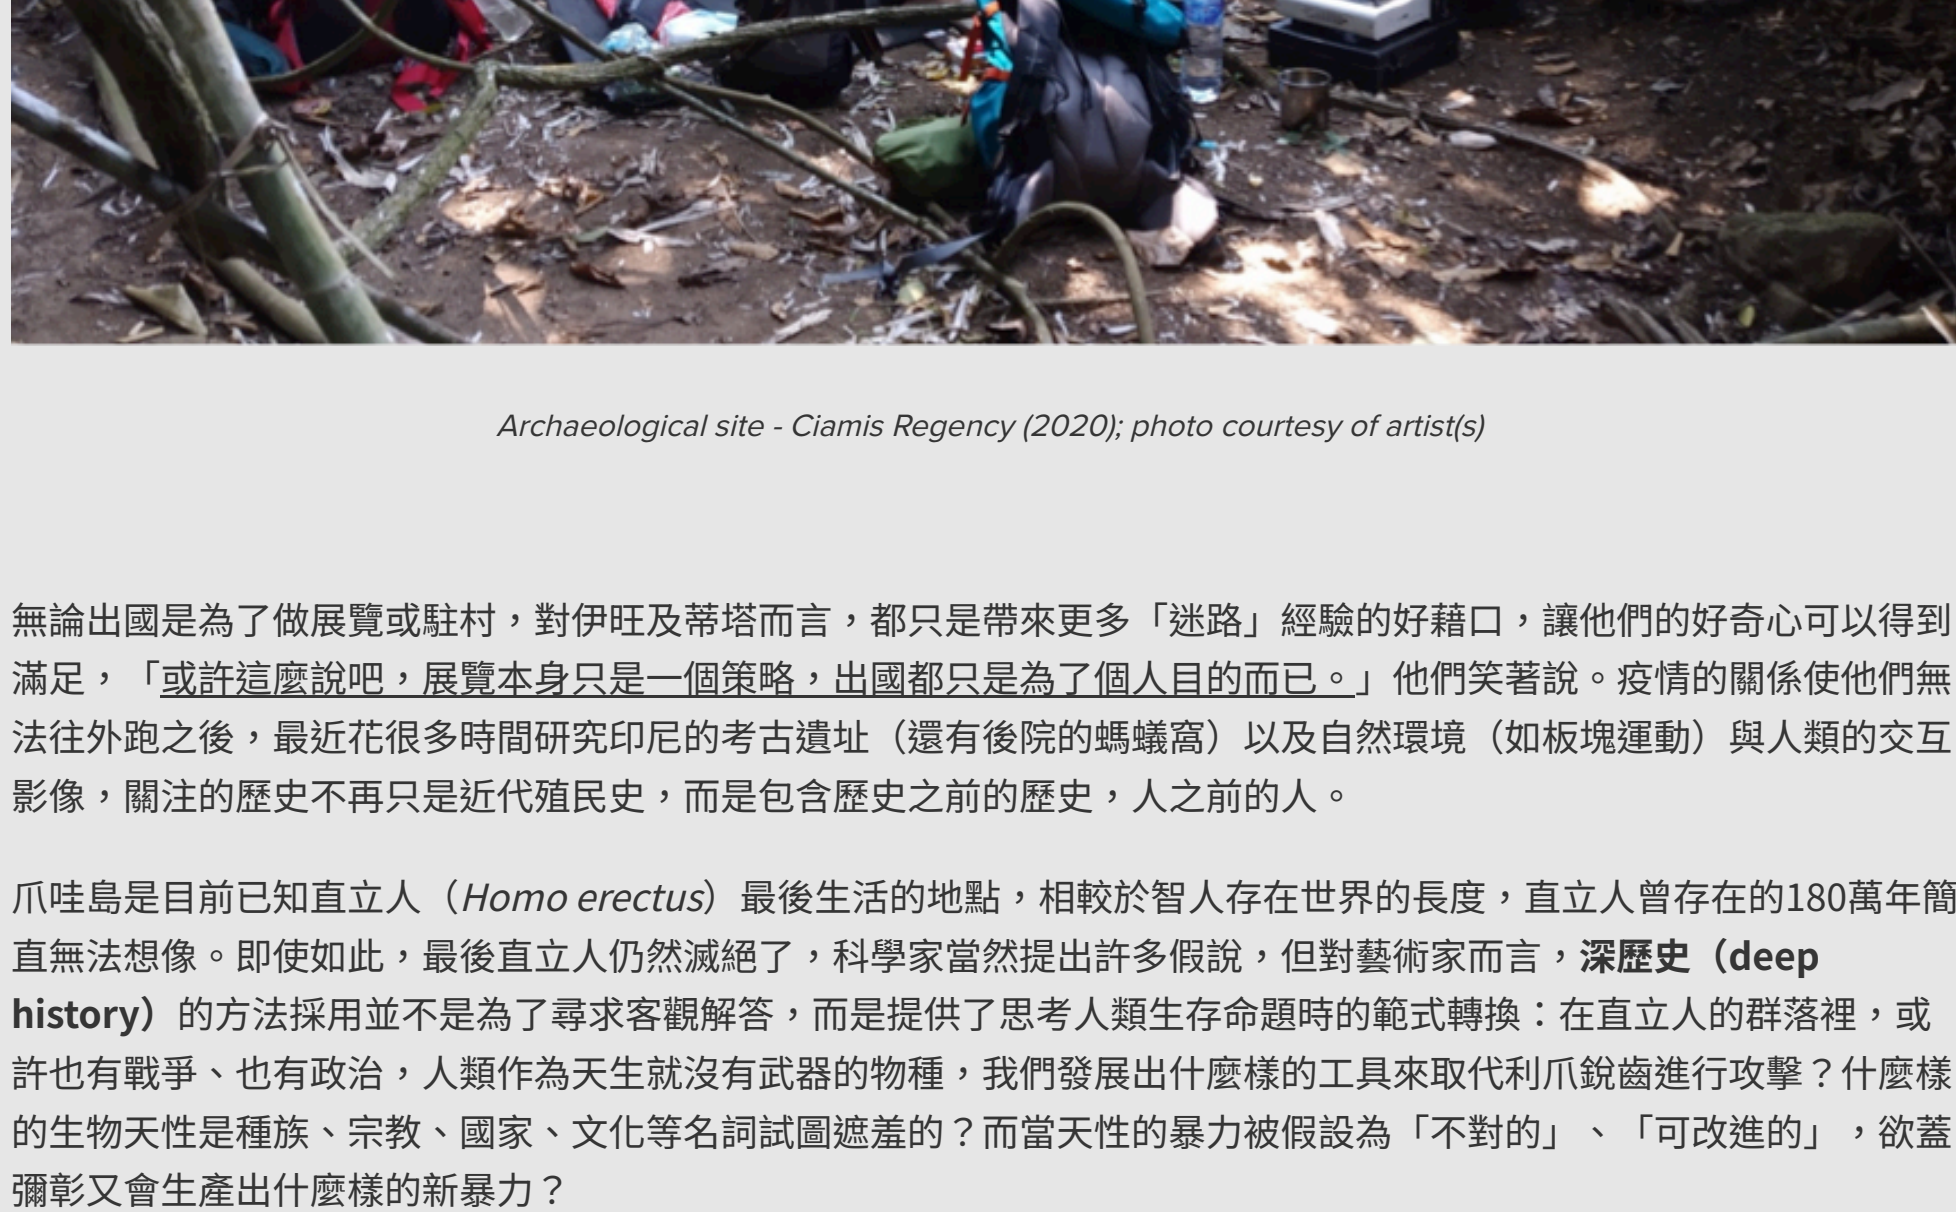 Archaeological site - Ciamis Regency (2020); photo courtesy of artist(s)
無論出國是為了做展覽或駐村，對伊旺及蒂塔而言，都只是帶來更多「迷路」經驗的好藉口，讓他們的好奇心可以得到
滿足，「或許這麼說吧，展覽本身只是一個策略，出國都只是為了個人目的而已。」他們笑著說。疫情的關係使他們無
法往外跑之後，最近花很多時間研究印尼的考古遺址（還有後院的螞蟻窩）以及自然環境（如板塊運動）與人類的交互
影像，關注的歷史不再只是近代殖民史，而是包含歷史之前的歷史，人之前的人。
爪哇島是目前已知直立人（Homo erectus）最後生活的地點，相較於智人存在世界的長度，直立人曾存在的180萬年簡
直無法想像。即使如此，最後直立人仍然滅絕了，科學家當然提出許多假說，但對藝術家而言，深歷史（deep
history）的方法採用並不是為了尋求客觀解答，而是提供了思考人類生存命題時的範式轉換：在直立人的群落裡，或
許也有戰爭、也有政治，人類作為天生就沒有武器的物種，我們發展出什麼樣的工具來取代利爪銳齒進行攻擊？什麼樣
的生物天性是種族、宗教、國家、文化等名詞試圖遮羞的？而當天性的暴力被假設為「不對的」、「可改進的」，欲蓋
彌彰又會生產出什麼樣的新暴力？